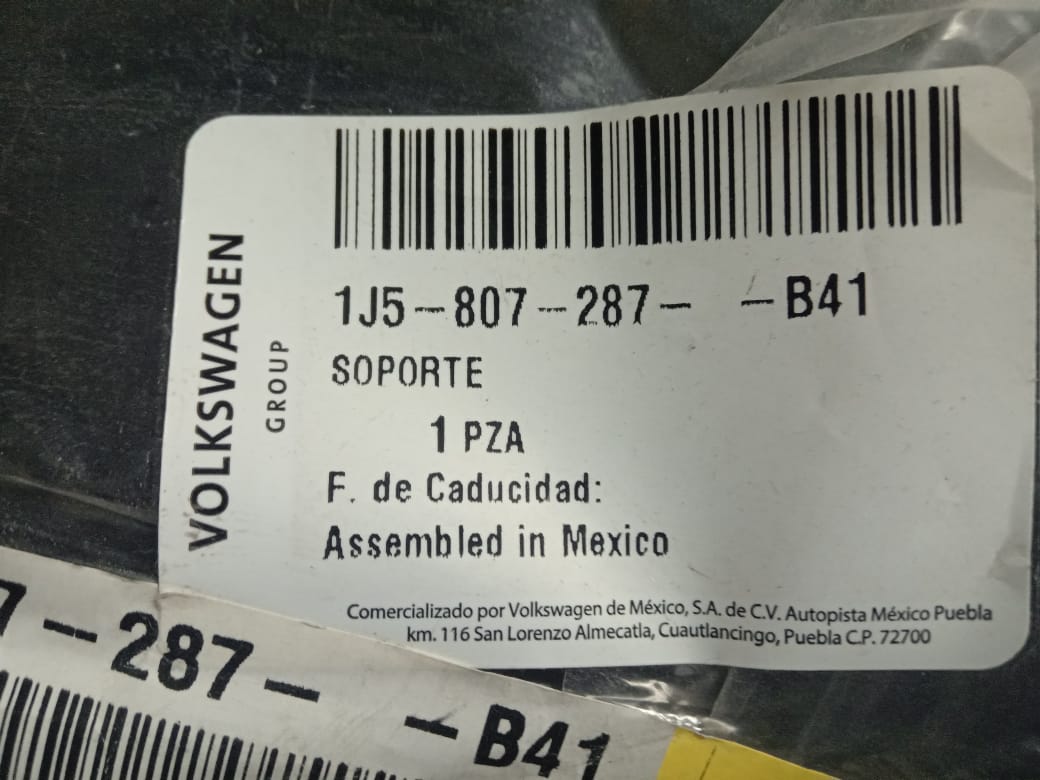 VOLKSWAGEN
GROUP
1J5-807-287- -B41
SOPORTE
1 PZA
F. de Caducidad:
Assembled in Mexico
Comercializado por Volkswagen de México, S.A. de C.V. Autopista México Puebla
km. 116 San Lorenzo Almecatla, Cuautlancingo, Puebla C.P. 72700
7-287- -B41